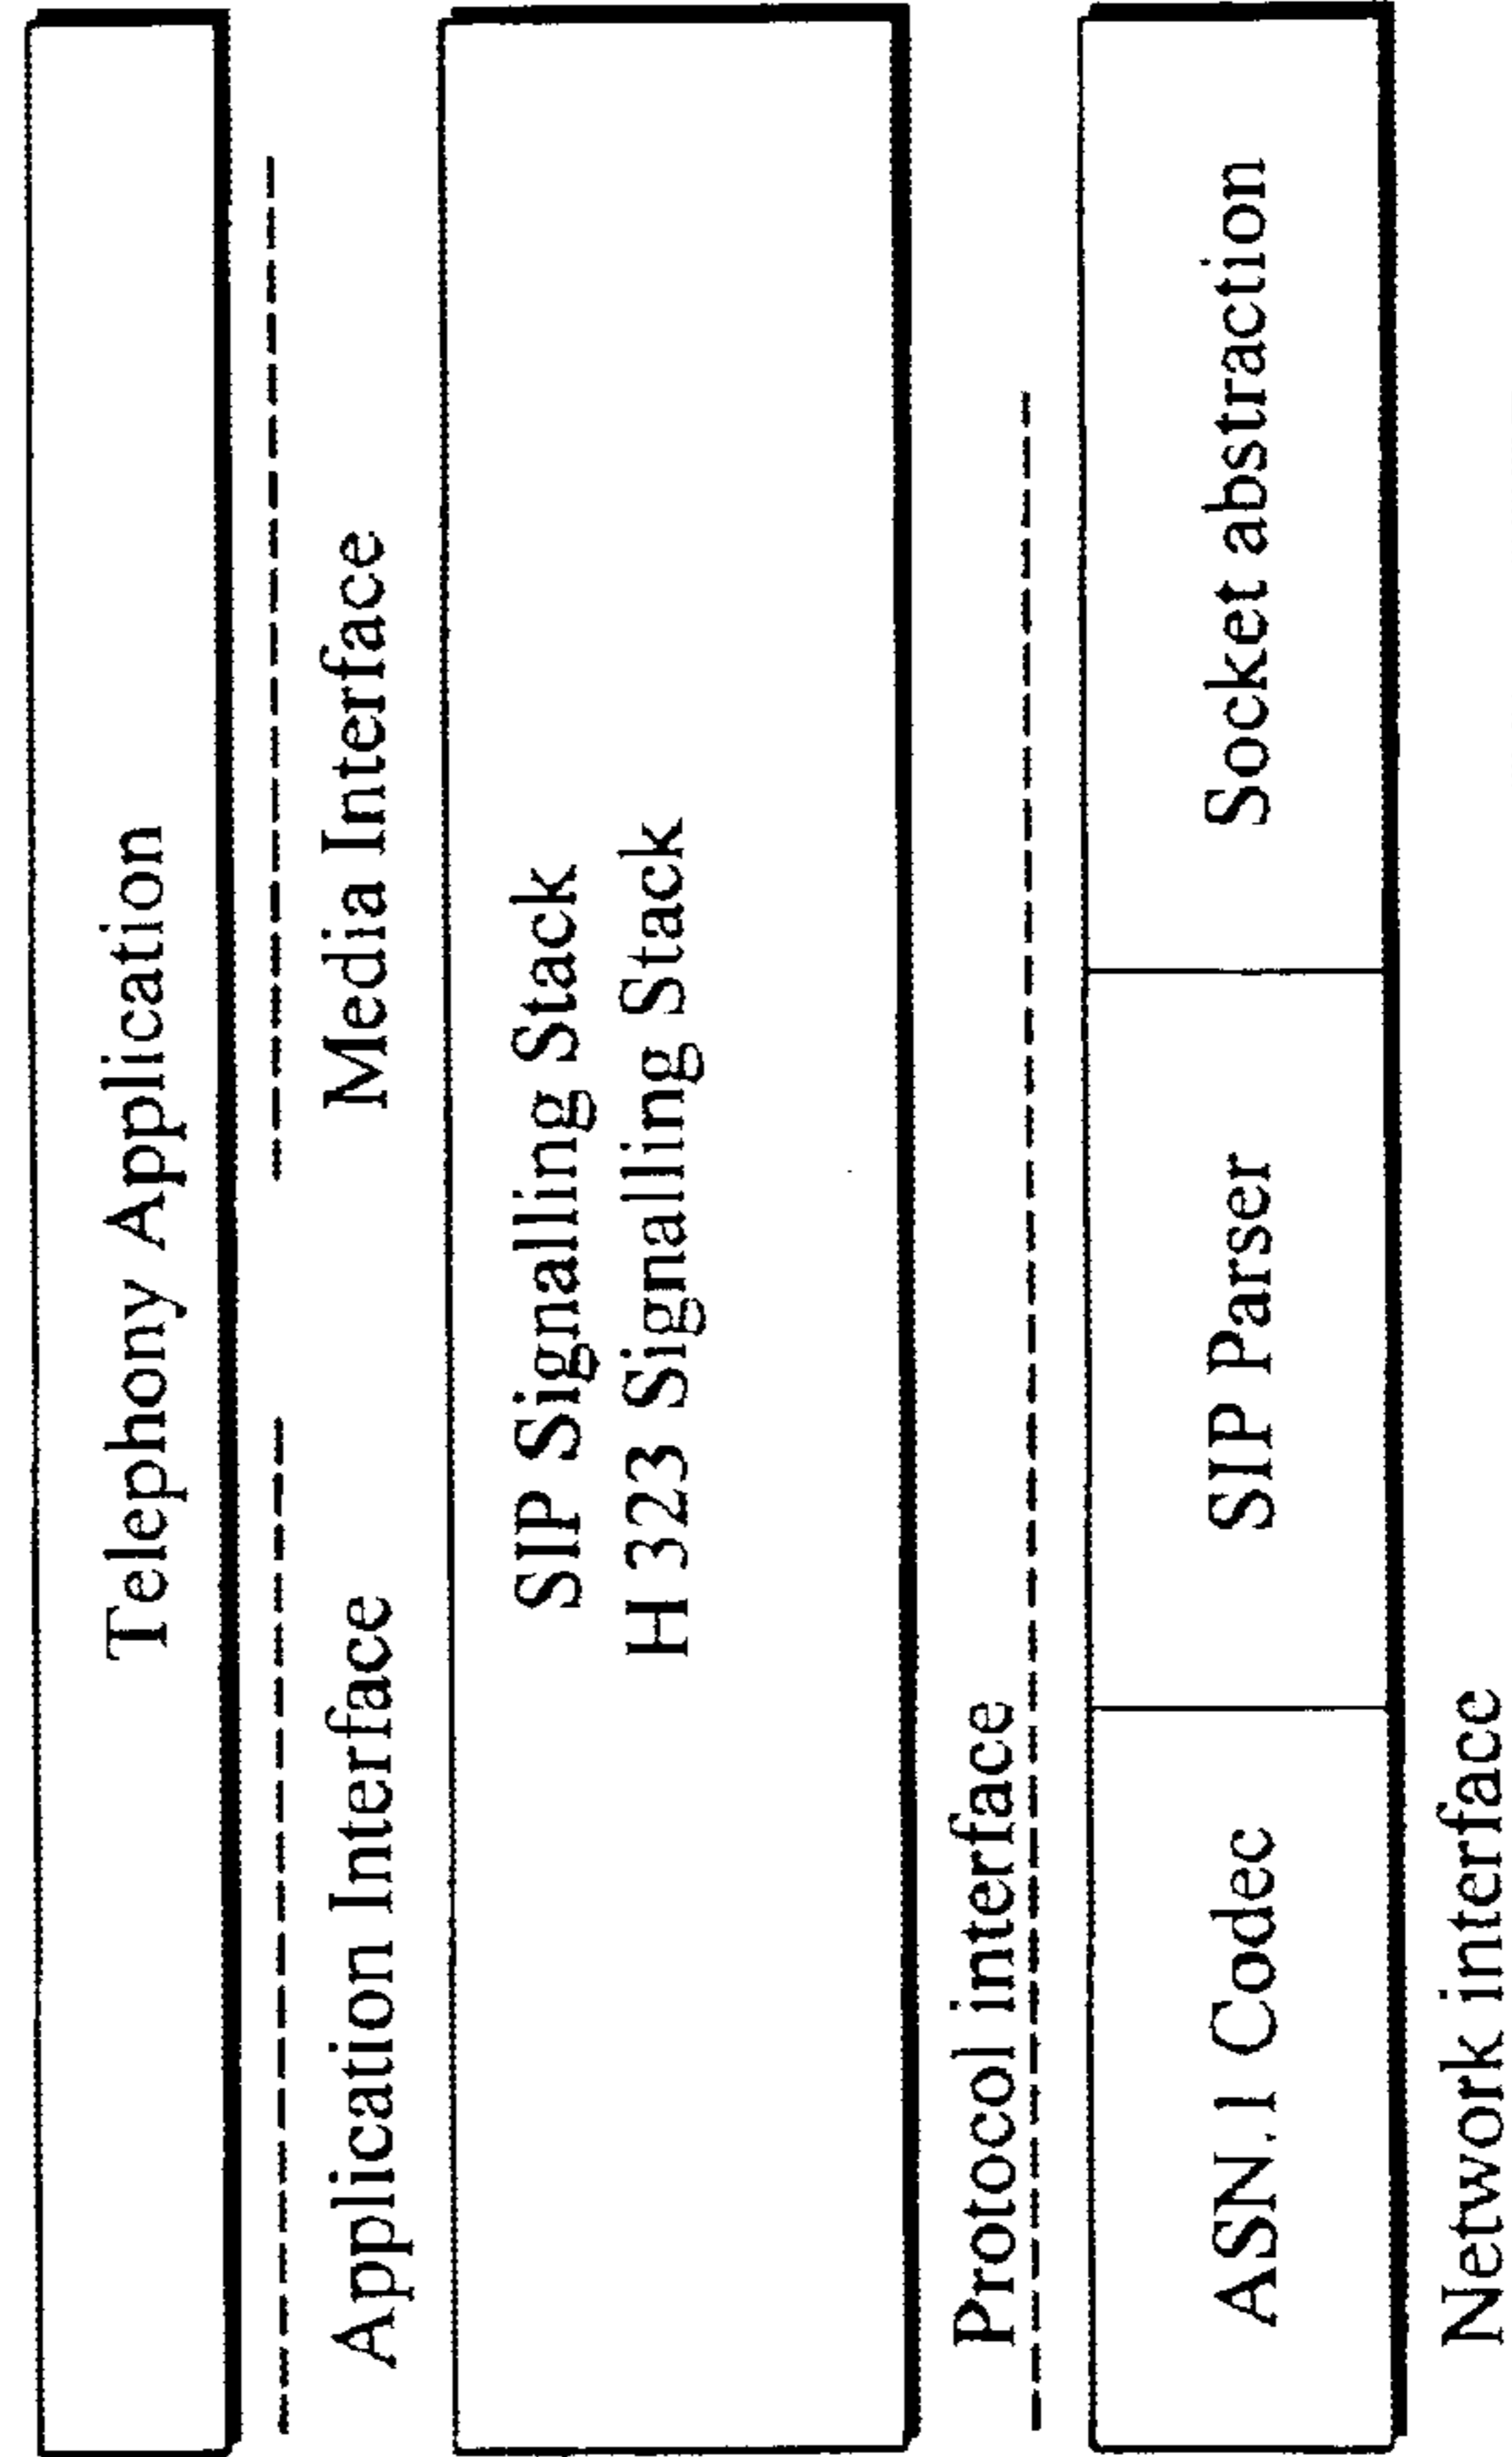 Telephony Application
Application Interface
Media Interface
SIP Signalling Stack
H 323 Signalling Stack
Protocol interface
ASN.1 Codec
SIP Parser
Socket abstraction
Network interface